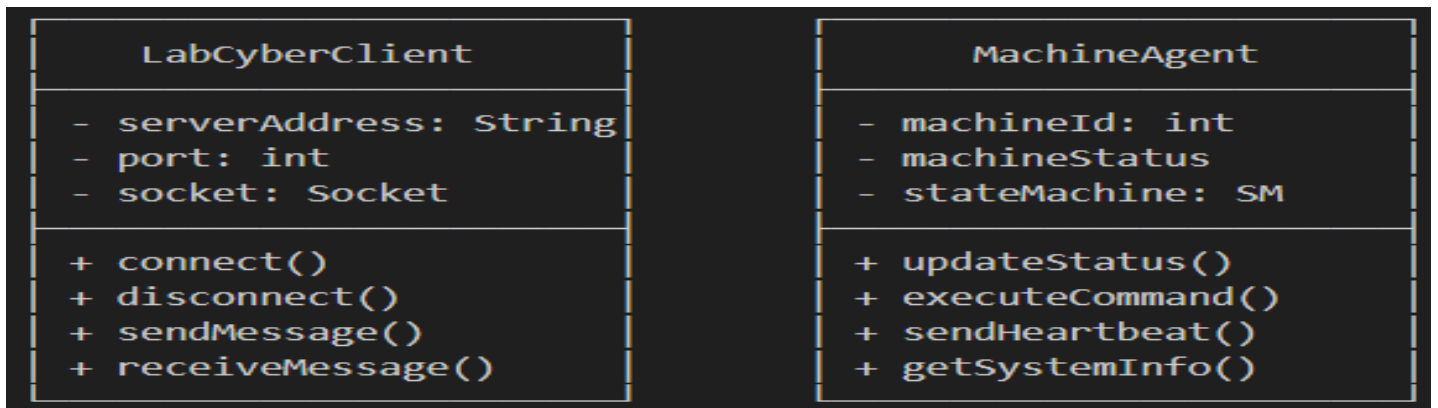 LabCyberClient
- serverAddress: String
- port: int
- socket: Socket
+ connect()
+ disconnect()
+ sendMessage()
+ receiveMessage()
MachineAgent
- machineId: int
- machineStatus
- stateMachine: SM
+ updateStatus()
+ executeCommand()
+ sendHeartbeat()
+ getSystemInfo()